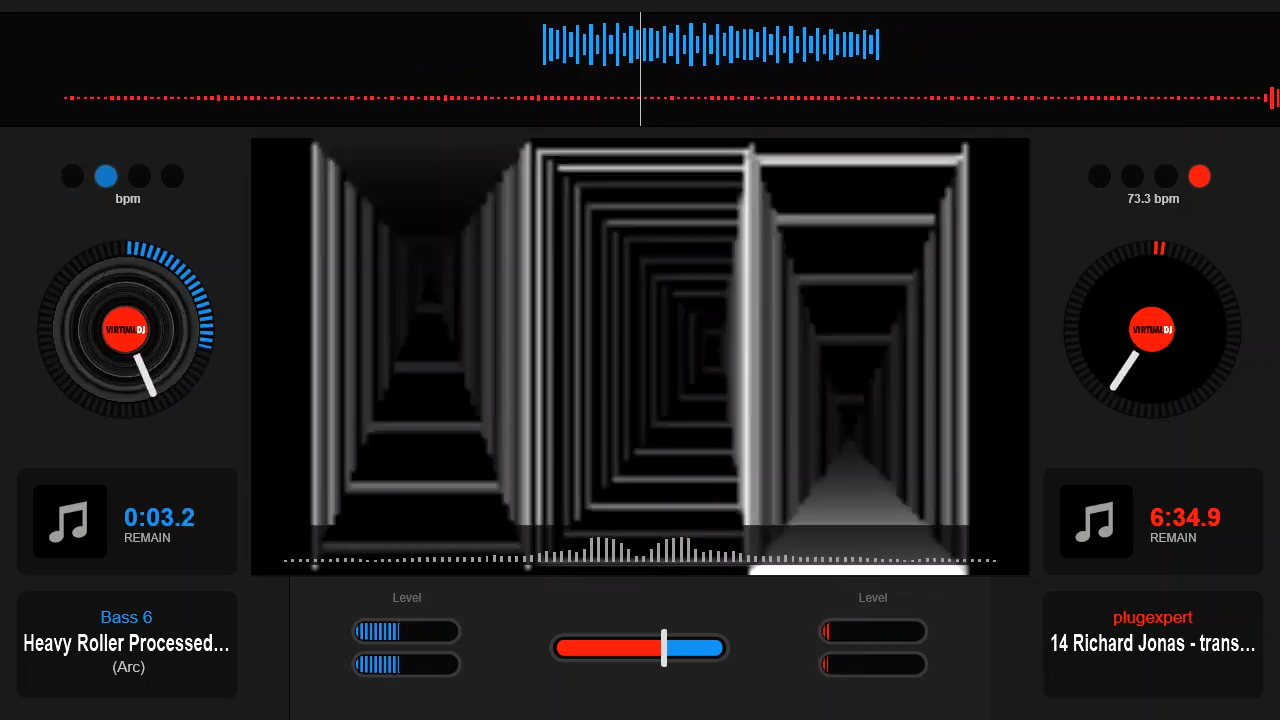 bpm
73.3 bpm
VIRTUALDJ
VIRTUALDJ
0:03.2
REMAIN
6:34.9
REMAIN
Bass 6
Heavy Roller Processed...
(Arc)
Level
Level
plugexpert
14 Richard Jonas - trans...